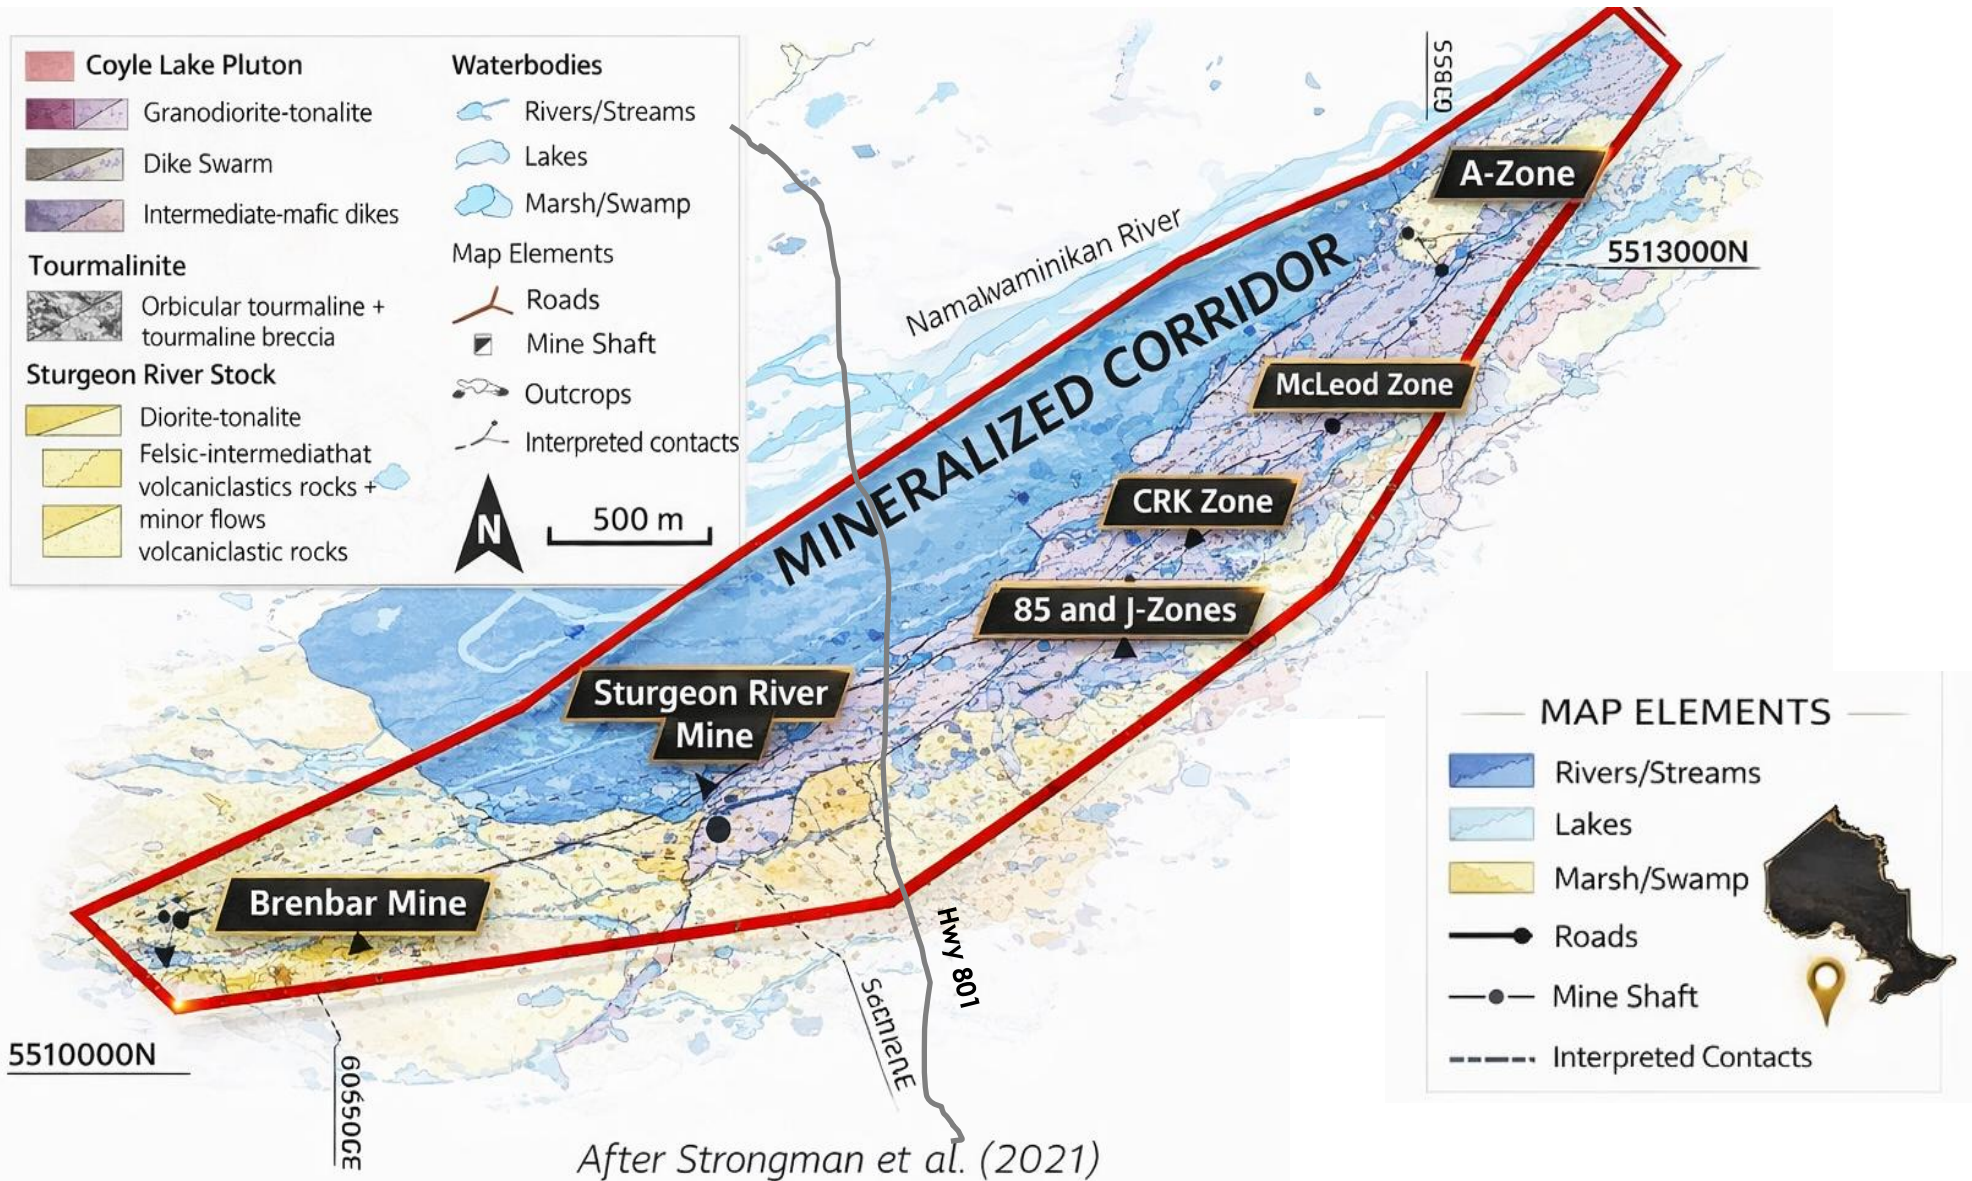 Coyle Lake Pluton
Granodiorite-tonalite
Dike Swarm
Intermediate-mafic dikes
Tourmalinite
Orbicular tourmaline +
tourmaline breccia
Sturgeon River Stock
Diorite-tonalite
Felsic-intermediathat
volcaniclastics rocks +
minor flows
volcaniclastic rocks
Waterbodies
Rivers/Streams
Lakes
Marsh/Swamp
Map Elements
Roads
Mine Shaft
Outcrops
Interpreted contacts
N
500 m
Namalwaminikan River
MINERALIZED CORRIDOR
A-Zone
5513000N
McLeod Zone
CRK Zone
85 and J-Zones
Sturgeon River
Mine
Brenbar Mine
Hwy 801
5510000N
After Strongman et al. (2021)
MAP ELEMENTS
Rivers/Streams
Lakes
Marsh/Swamp
Roads
Mine Shaft
Interpreted Contacts